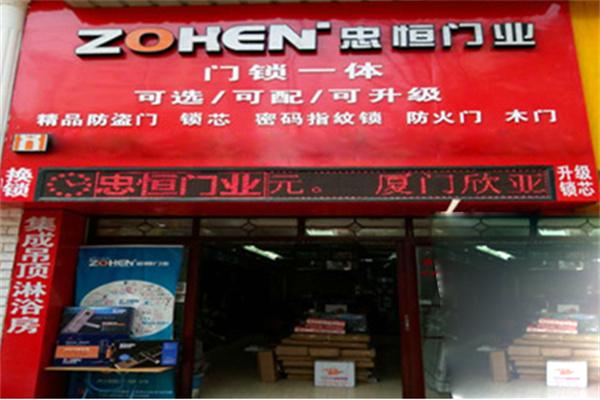 ZOHEN 忠恒门业
门锁一体
可选/可配/可升级
精品防盗门 锁芯 密码指纹锁 防火门 木门
换锁
忠恒门业元。 厦门欣亚
升级锁芯
集成吊顶淋浴房
ZOHEN